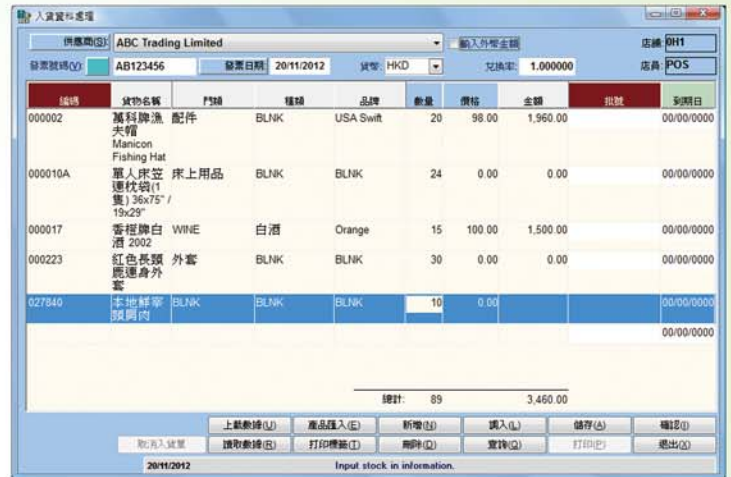 入貨資料處理
供應商(S): ABC Trading Limited 輸入外幣金額 店舖 0H1
發票號碼(V): AB123456 發票日期 20/11/2012 貨幣: HKD 兌換率: 1.000000 店員: POS
編碼 貨物名稱 門類 種類 品牌 數量 價格 金額 批號 到期日
000002 萬科牌漁 配件 BLNK USA Swift 20 98.00 1,960.00 00/00/0000
夫帽
Manicon
Fishing Hat
000010A 單人床笠 床上用品 BLNK BLNK 24 0.00 0.00 00/00/0000
連枕袋(1
隻) 36x75" /
19x29"
000017 香橙牌白 WINE 白酒 Orange 15 100.00 1,500.00 00/00/0000
酒 2002
000223 紅色長頸 外套 BLNK BLNK 30 0.00 0.00 00/00/0000
鹿連身外
套
027840 本地鮮宰 BLNK BLNK BLNK 10 0.00 00/00/0000
頸肩肉
00/00/0000
總計: 89 3,460.00
上載數據(U) 產品匯入(E) 新增(N) 調入(L) 儲存(A) 確認(I)
取消入貨單 讀取數據(R) 打印標籤(T) 刪除(D) 查詢(Q) 打印(P) 退出(X)
20/11/2012 Input stock in information.